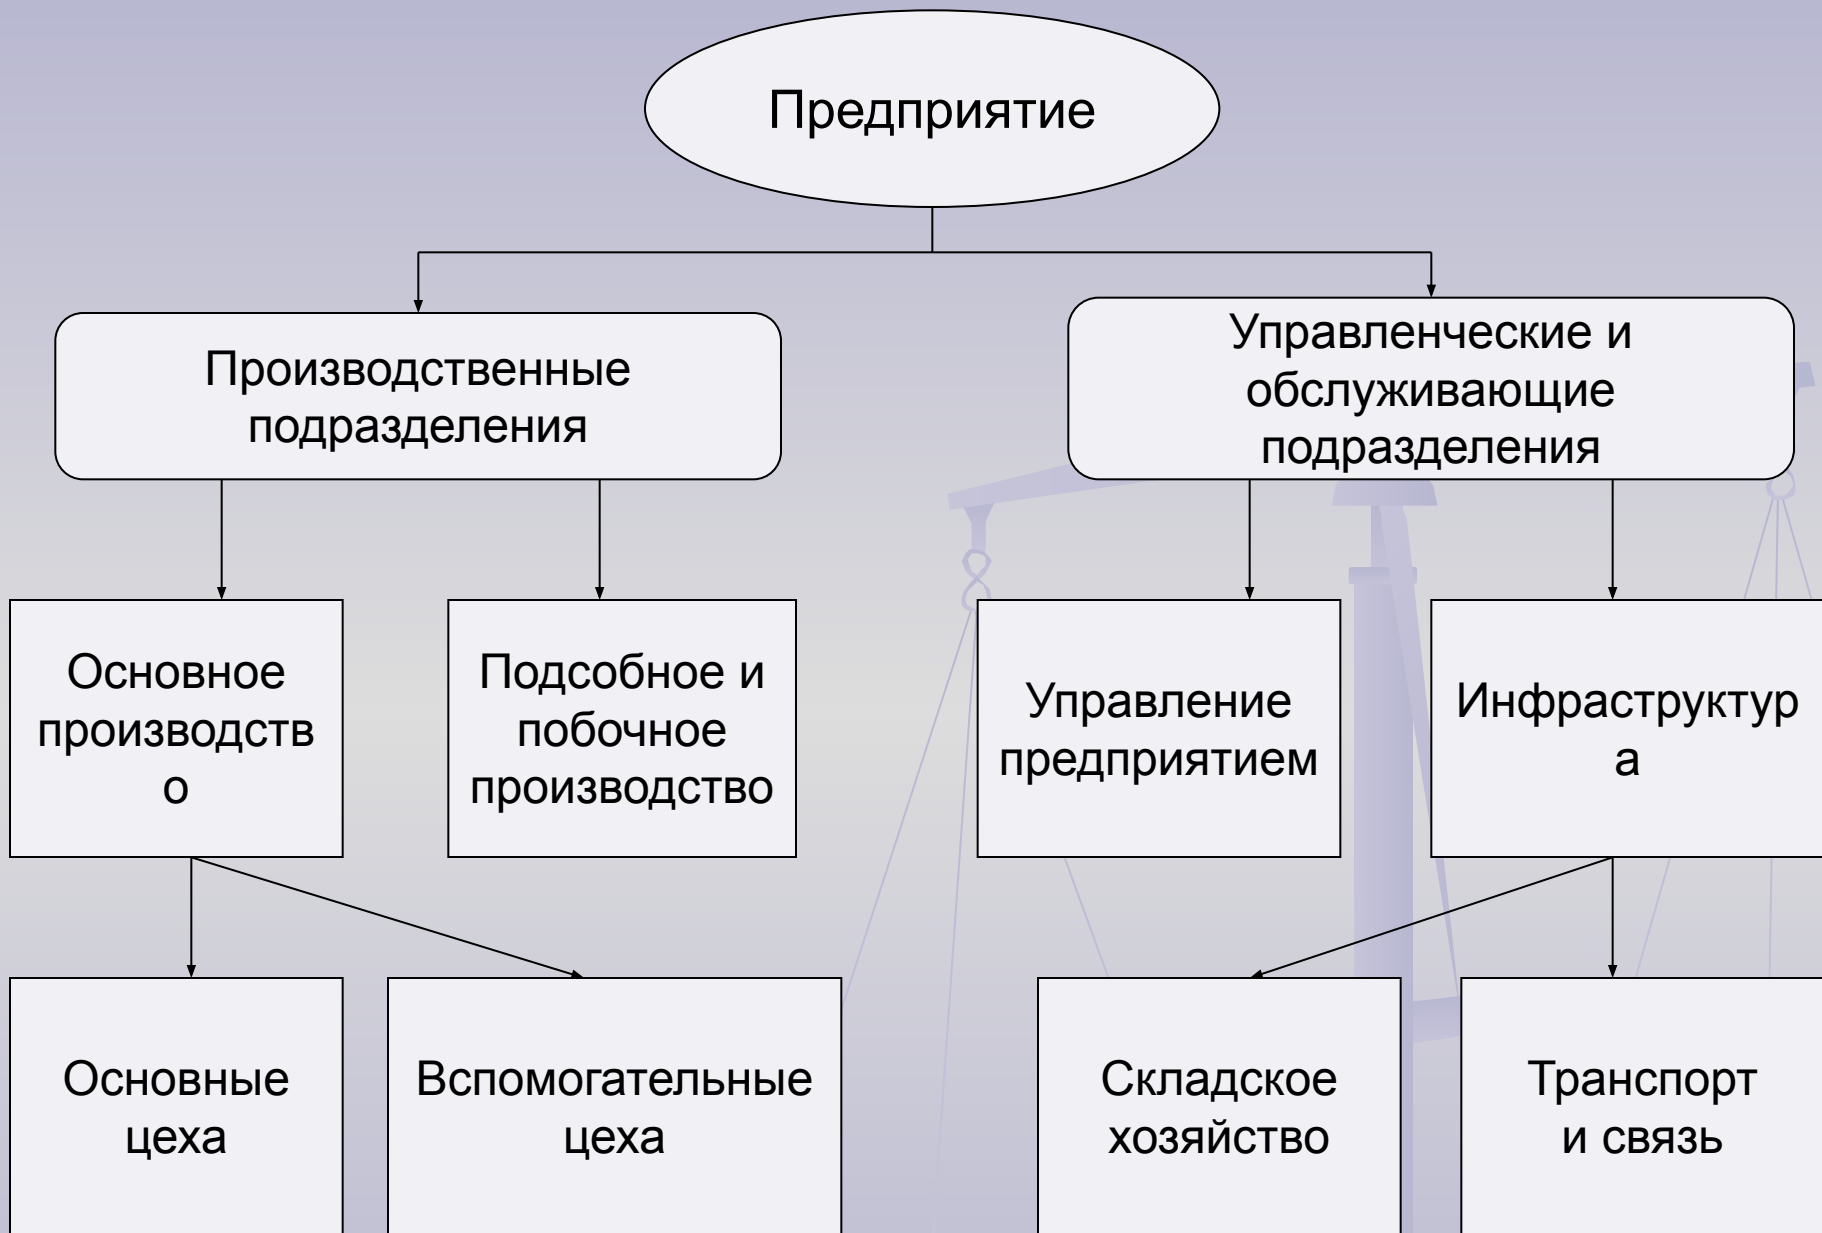 Предприятие
Производственные
подразделения
Управленческие и
обслуживающие
подразделения
Основное
производств
о
Подсобное и
побочное
производство
Управление
предприятием
Инфраструктур
а
Основные
цеха
Вспомогательные
цеха
Складское
хозяйство
Транспорт
и связь